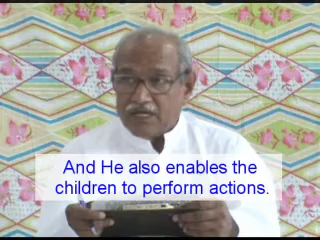 And He also enables the
children to perform actions.